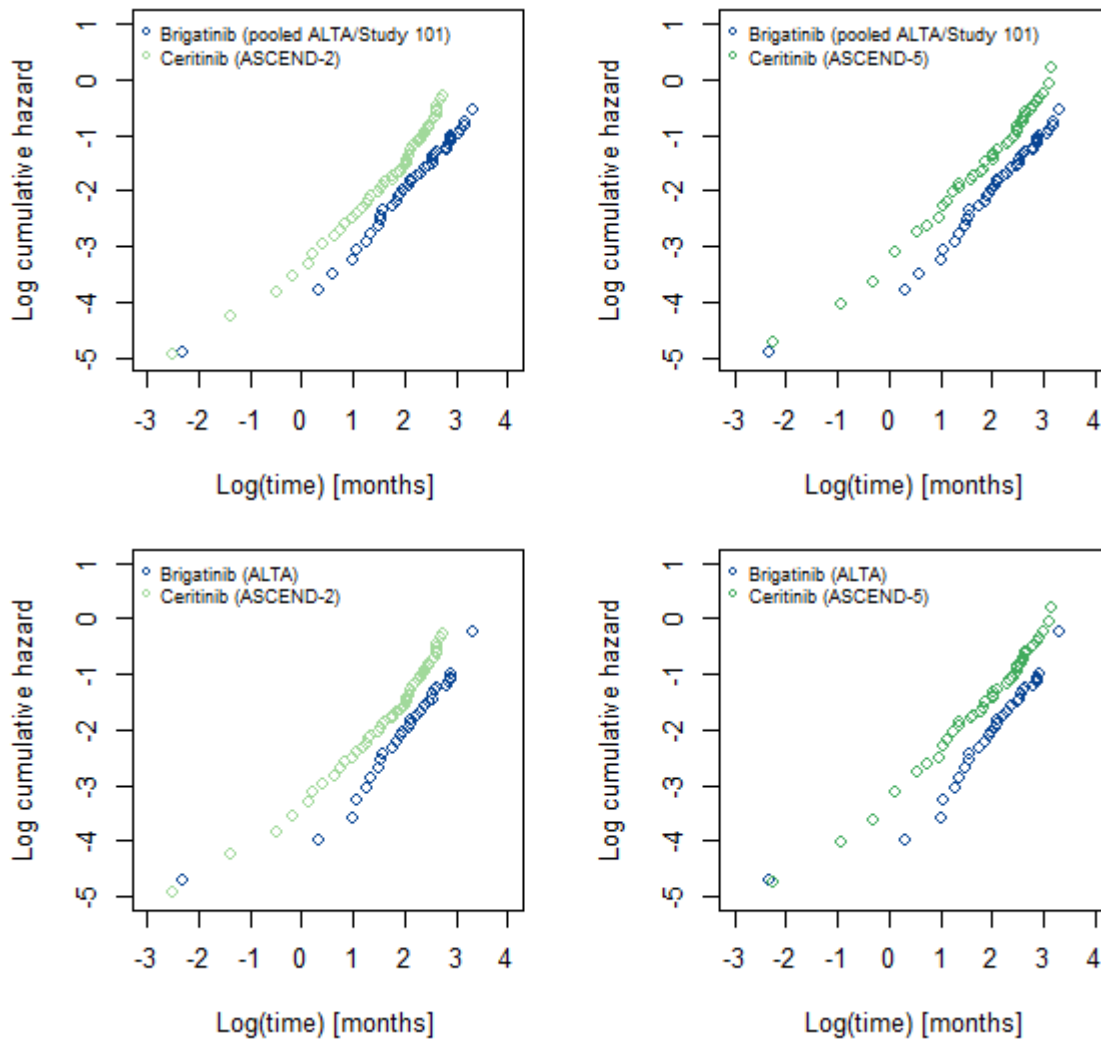 Brigatinib (pooled ALTA/Study 101)
Ceritinib (ASCEND-2)
Log cumulative hazard
1
0
-1
-2
-3
-4
-5
-3 -2 -1 0 1 2 3 4
Log(time) [months]
Brigatinib (pooled ALTA/Study 101)
Ceritinib (ASCEND-5)
Log cumulative hazard
1
0
-1
-2
-3
-4
-5
-3 -2 -1 0 1 2 3 4
Log(time) [months]
Brigatinib (ALTA)
Ceritinib (ASCEND-2)
Log cumulative hazard
1
0
-1
-2
-3
-4
-5
-3 -2 -1 0 1 2 3 4
Log(time) [months]
Brigatinib (ALTA)
Ceritinib (ASCEND-5)
Log cumulative hazard
1
0
-1
-2
-3
-4
-5
-3 -2 -1 0 1 2 3 4
Log(time) [months]